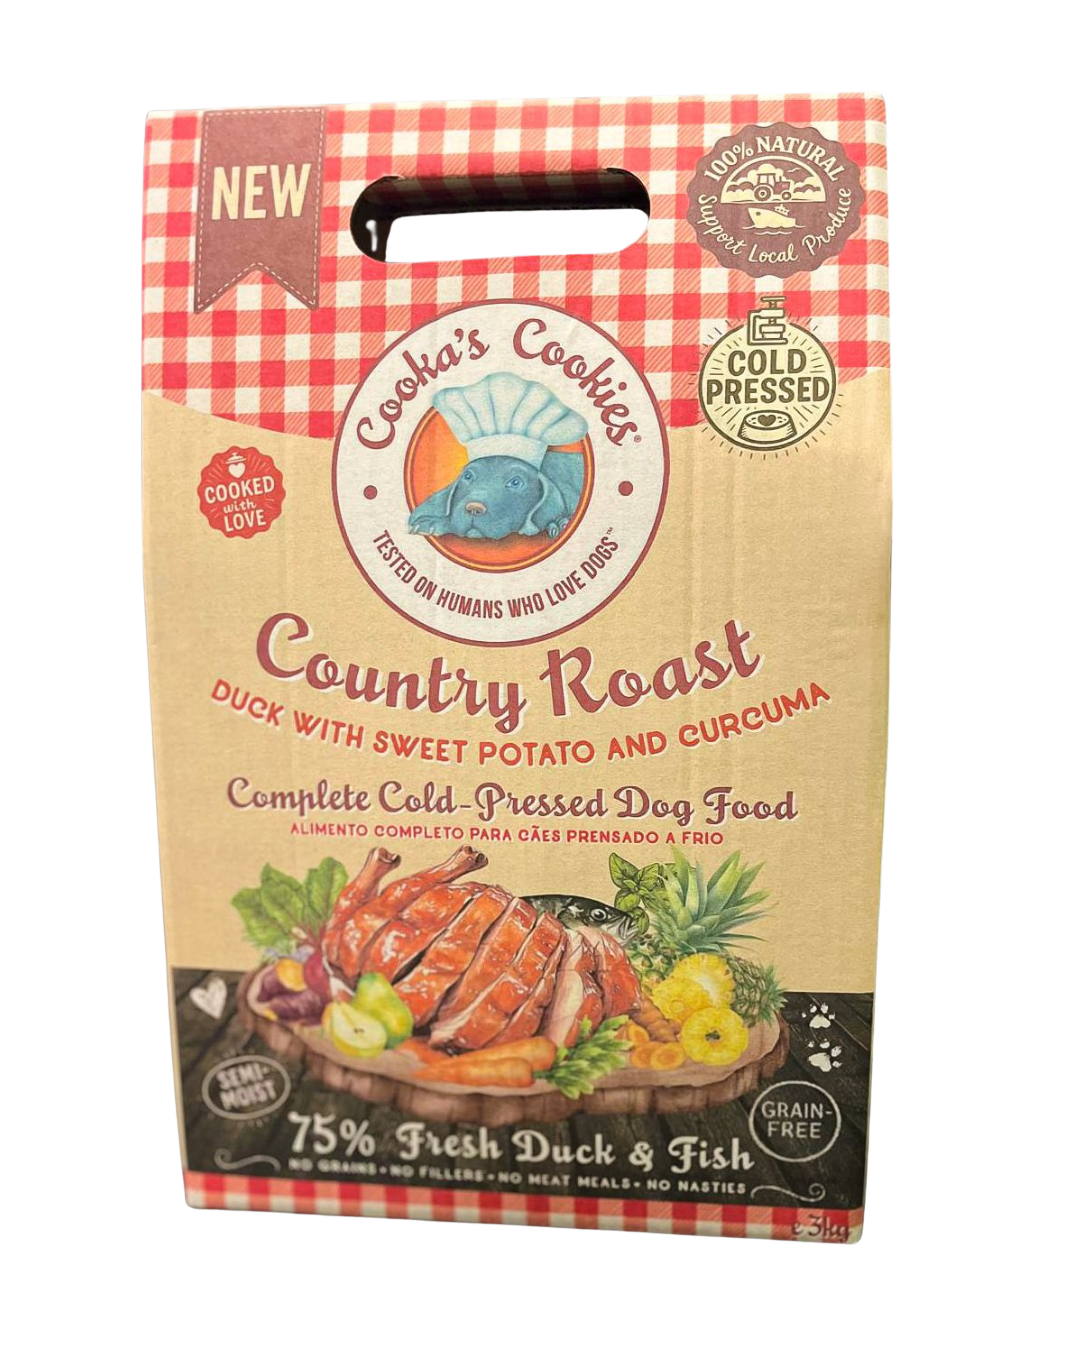 NEW
100% NATURAL
Support Local Produce
COLD
PRESSED
Cooka's Cookies®
TESTED ON HUMANS WHO LOVE DOGS™
COOKED
with
LOVE
Country Roast
DUCK WITH SWEET POTATO AND CURCUMA
Complete Cold-Pressed Dog Food
ALIMENTO COMPLETO PARA CÃES PRENSADO A FRIO
SEMI-
MOIST
GRAIN-
FREE
75% Fresh Duck & Fish
NO GRAINS • NO FILLERS • NO MEAT MEALS • NO NASTIES
e 3kg